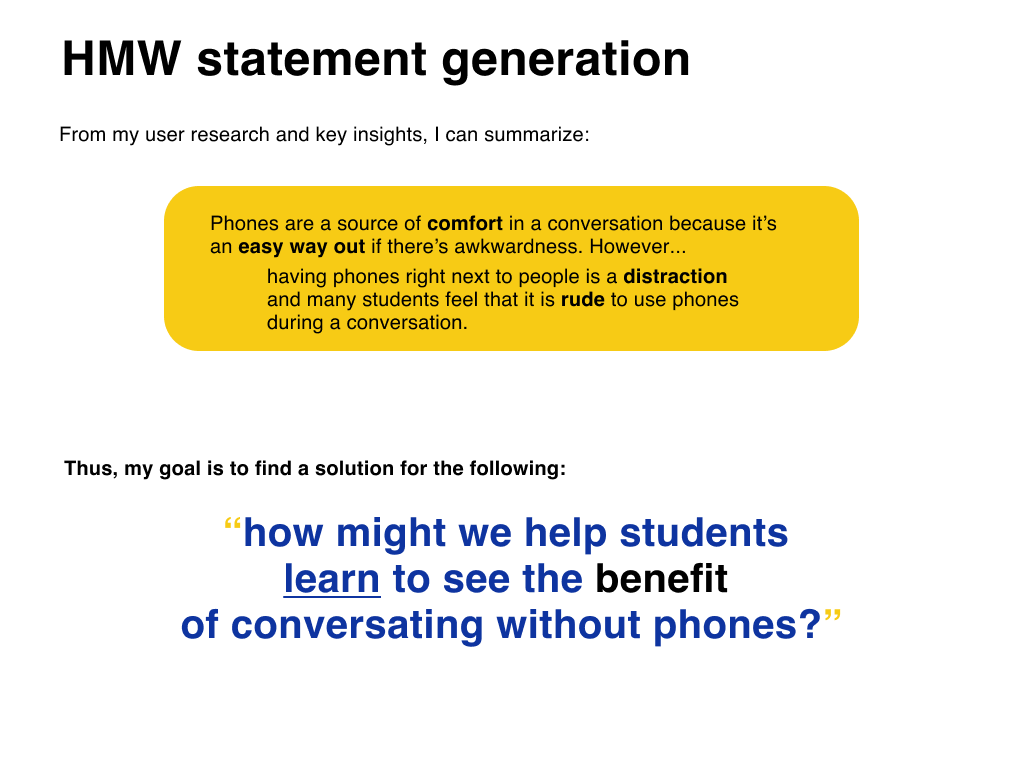 HMW statement generation
From my user research and key insights, I can summarize:
Phones are a source of comfort in a conversation because it’s
an easy way out if there’s awkwardness. However...
having phones right next to people is a distraction
and many students feel that it is rude to use phones
during a conversation.
Thus, my goal is to find a solution for the following:
“how might we help students
learn to see the benefit
of conversating without phones?”